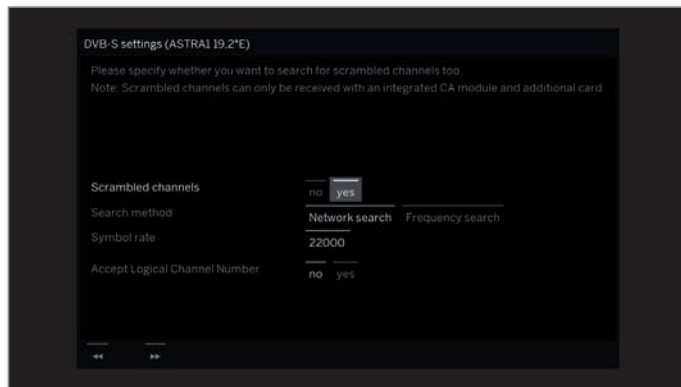 DVB-S settings (ASTRA1 19,2°E)
Please specify whether you want to search for scrambled channels too.
Note: Scrambled channels can only be received with an integrated CA module and additional card.
Scrambled channels no yes
Search method Network search Frequency search
Symbol rate 22000
Accept Logical Channel Number no yes